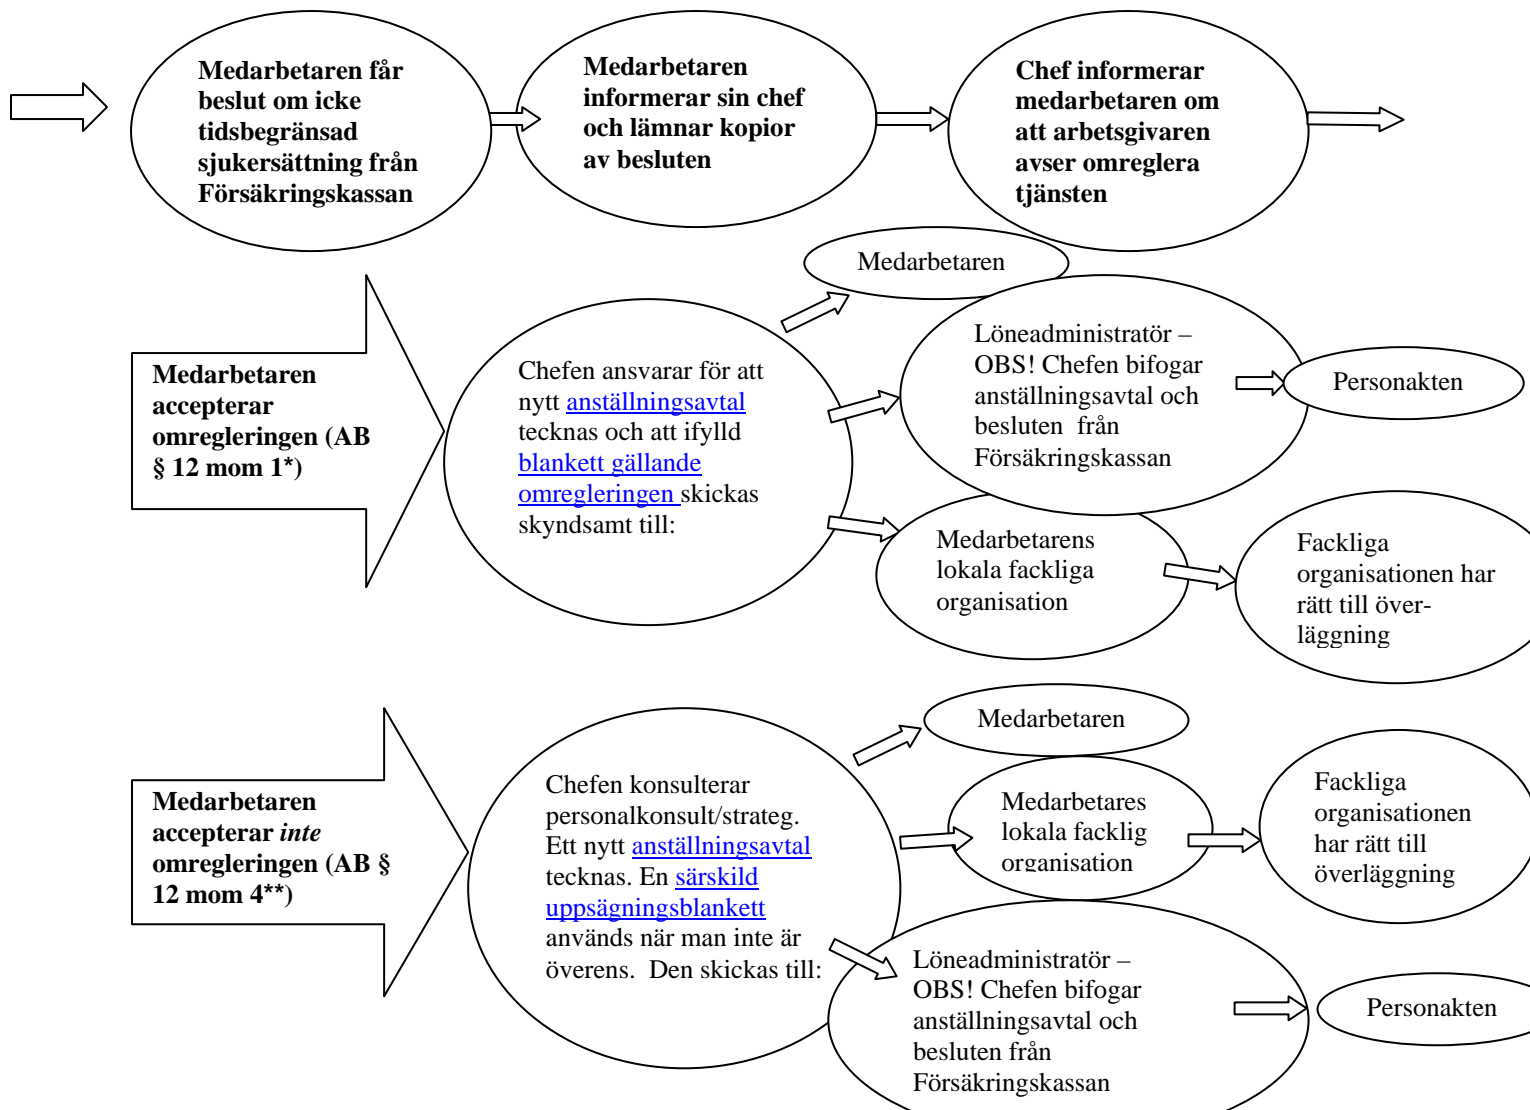 Medarbetaren får
beslut om icke
tidsbegränsad
sjukersättning från
Försäkringskassan
Medarbetaren
informerar sin chef
och lämnar kopior
av besluten
Chef informerar
medarbetaren om
att arbetsgivaren
avser omreglera
tjänsten
Medarbetaren
accepterar
omregleringen (AB
§ 12 mom 1*)
Chefen ansvarar för att
nytt anställningsavtal
tecknas och att ifylld
blankett gällande
omregleringen skickas
skyndsamt till:
Medarbetaren
Löneadministratör –
OBS! Chefen bifogar
anställningsavtal och
besluten  från
Försäkringskassan
Personakten
Medarbetarens
lokala fackliga
organisation
Fackliga
organisationen har
rätt till över-
läggning
Medarbetaren
accepterar inte
omregleringen (AB §
12 mom 4**)
Chefen konsulterar
personalkonsult/strateg.
Ett nytt anställningsavtal
tecknas. En särskild
uppsägningsblankett
används när man inte är
överens.  Den skickas till:
Medarbetaren
Medarbetares
lokala facklig
organisation
Fackliga
organisationen
har rätt till
överläggning
Löneadministratör –
OBS! Chefen bifogar
anställningsavtal och
besluten från
Försäkringskassan
Personakten